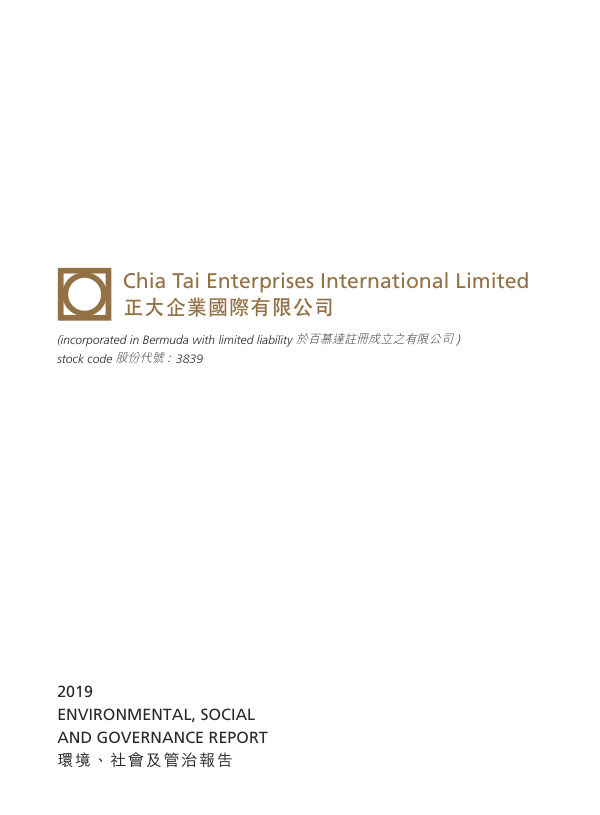 Chia Tai Enterprises International Limited
正大企業國際有限公司
(incorporated in Bermuda with limited liability 於百慕達註冊成立之有限公司)
stock code 股份代號 : 3839
2019
ENVIRONMENTAL, SOCIAL
AND GOVERNANCE REPORT
環境、社會及管治報告